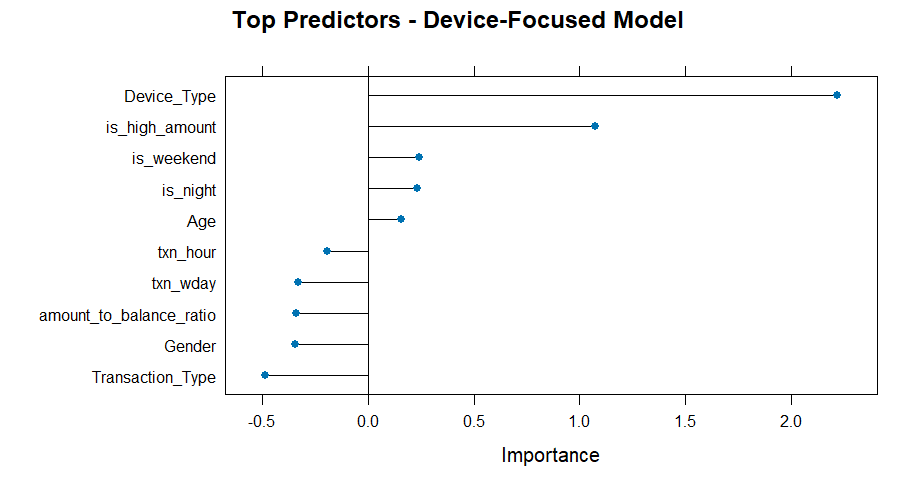 Top Predictors - Device-Focused Model
Device_Type
is_high_amount
is_weekend
is_night
Age
txn_hour
txn_wday
amount_to_balance_ratio
Gender
Transaction_Type
-0.5 0.0 0.5 1.0 1.5 2.0
Importance